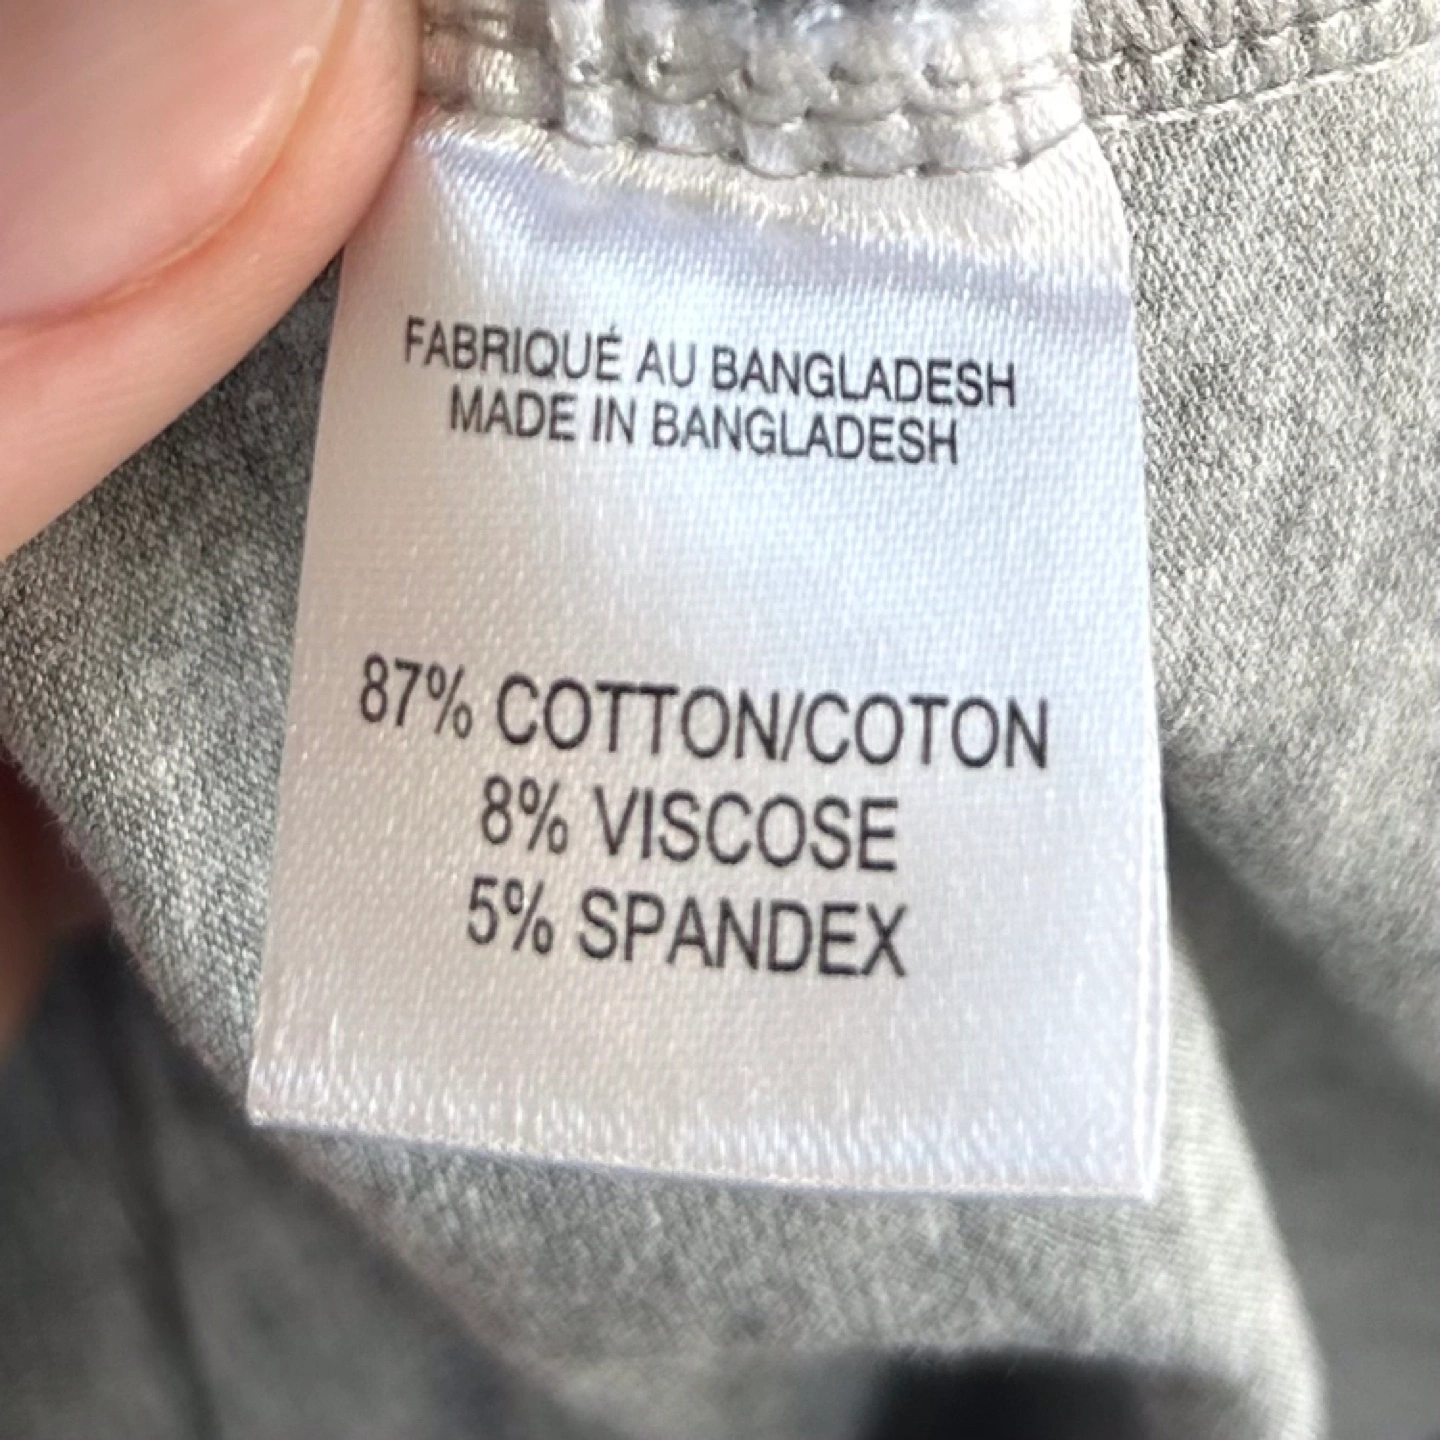 FABRIQUÉ AU BANGLADESH
MADE IN BANGLADESH
87% COTTON/COTON
8% VISCOSE
5% SPANDEX